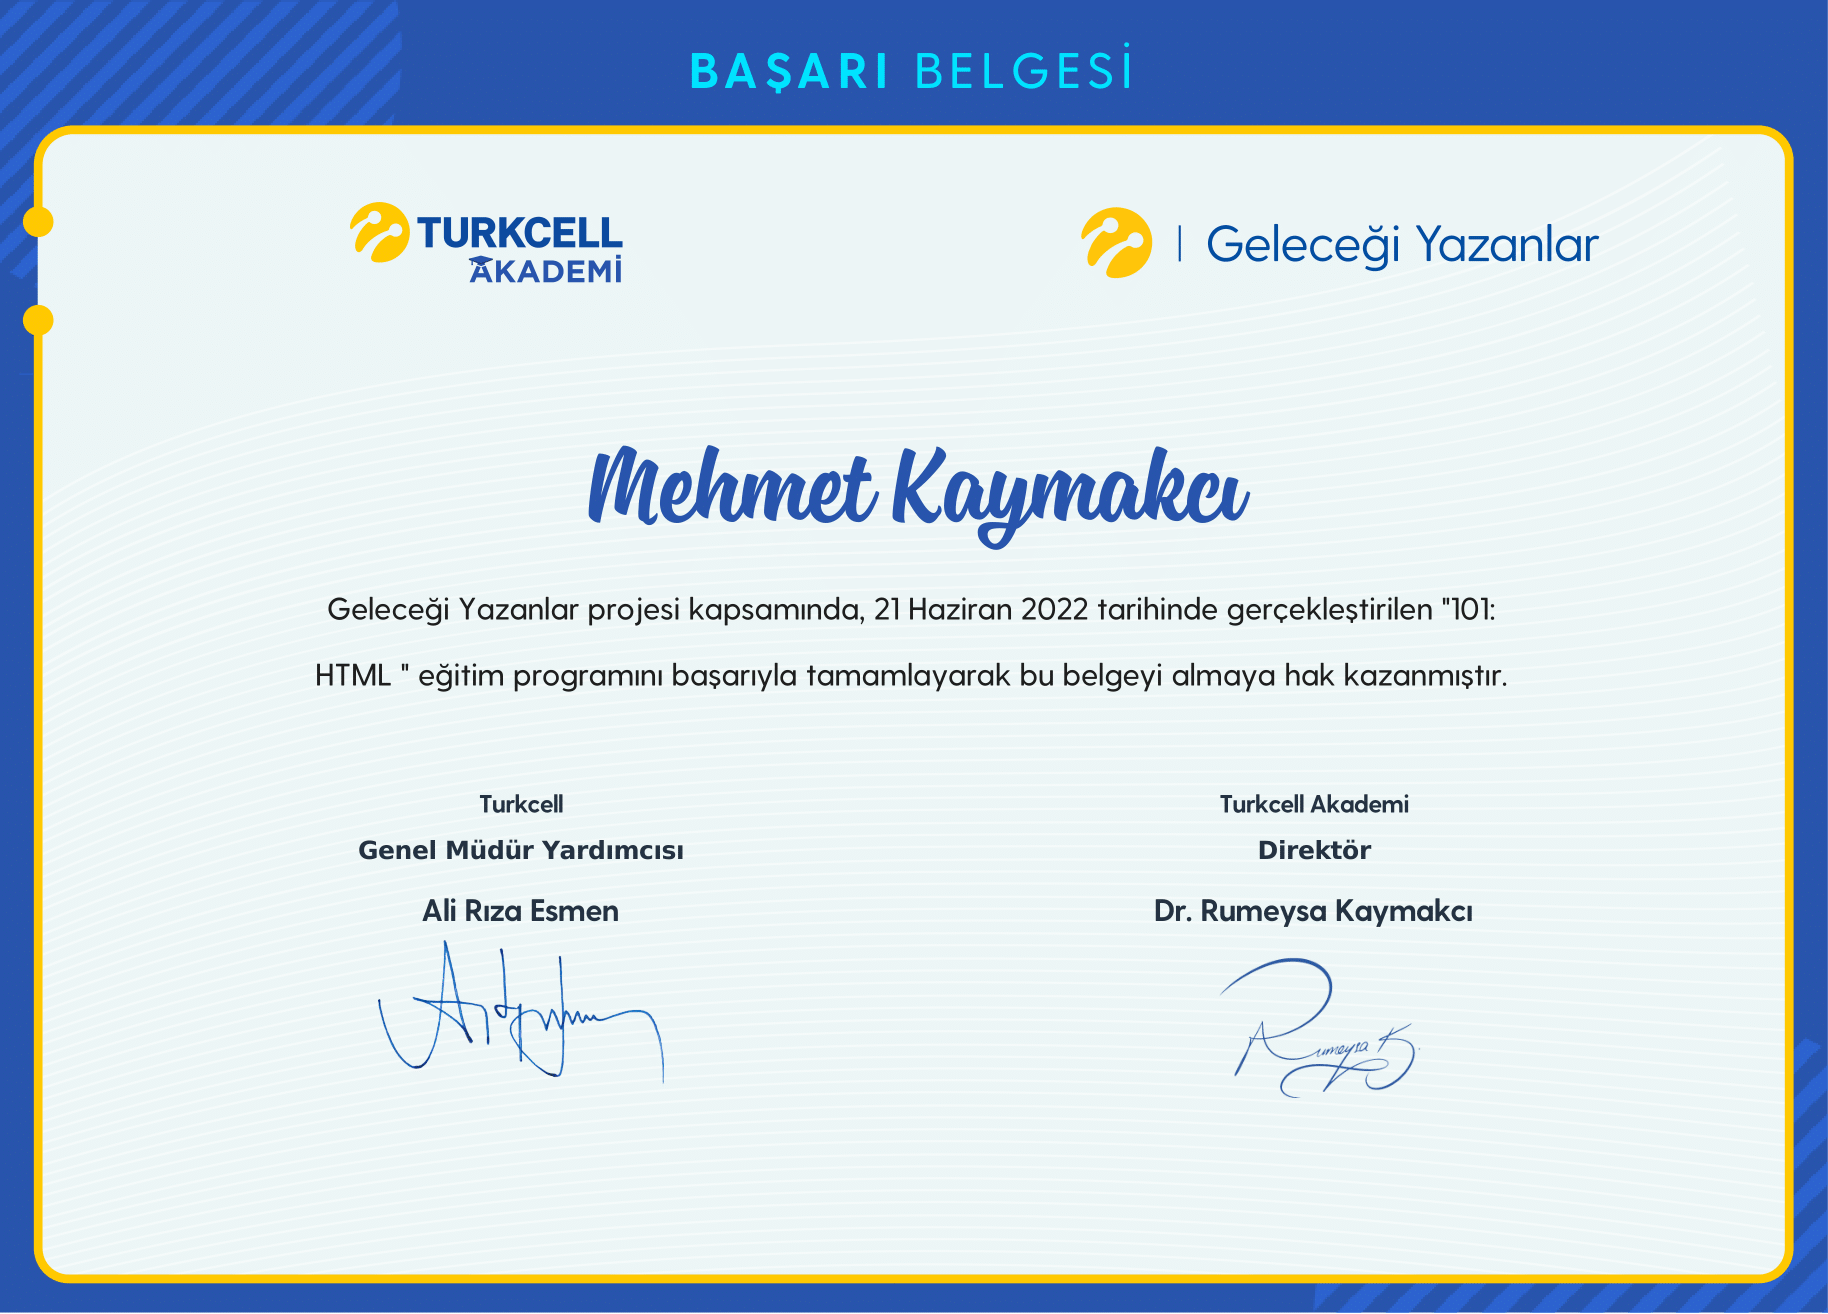 BAŞARI BELGESİ
TURKCELL
AKADEMİ
Geleceği Yazanlar
Mehmet Kaymakcı
Geleceği Yazanlar projesi kapsamında, 21 Haziran 2022 tarihinde gerçekleştirilen "101:
HTML " eğitim programını başarıyla tamamlayarak bu belgeyi almaya hak kazanmıştır.
Turkcell
Genel Müdür Yardımcısı
Ali Rıza Esmen
Turkcell Akademi
Direktör
Dr. Rumeysa Kaymakcı
Rumeysa K.